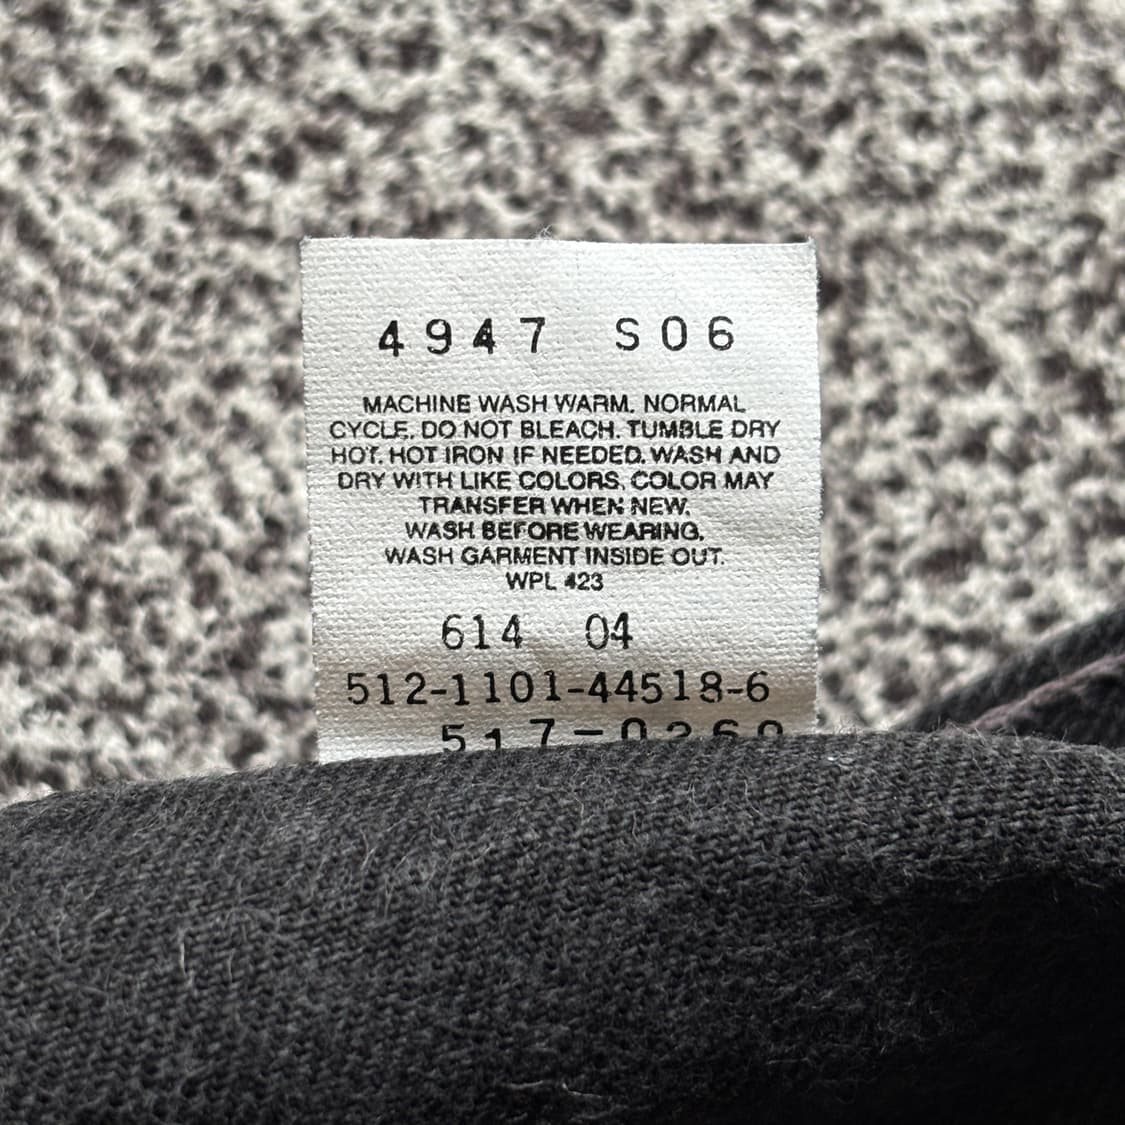 4947 S06
MACHINE WASH WARM. NORMAL
CYCLE. DO NOT BLEACH. TUMBLE DRY
HOT. HOT IRON IF NEEDED. WASH AND
DRY WITH LIKE COLORS. COLOR MAY
TRANSFER WHEN NEW.
WASH BEFORE WEARING.
WASH GARMENT INSIDE OUT.
WPL 423
614 04
512-1101-44518-6
517-0260